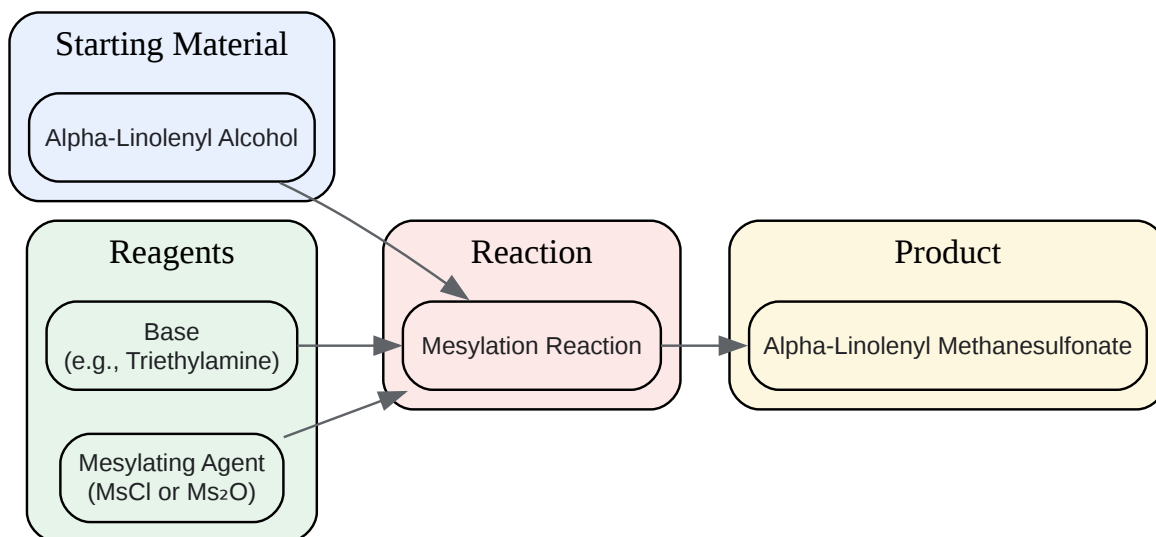 Starting Material
Alpha-Linolenyl Alcohol
Reagents
Base
(e.g., Triethylamine)
Mesylating Agent
(MsCl or Ms₂O)
Reaction
Mesylation Reaction
Product
Alpha-Linolenyl Methanesulfonate